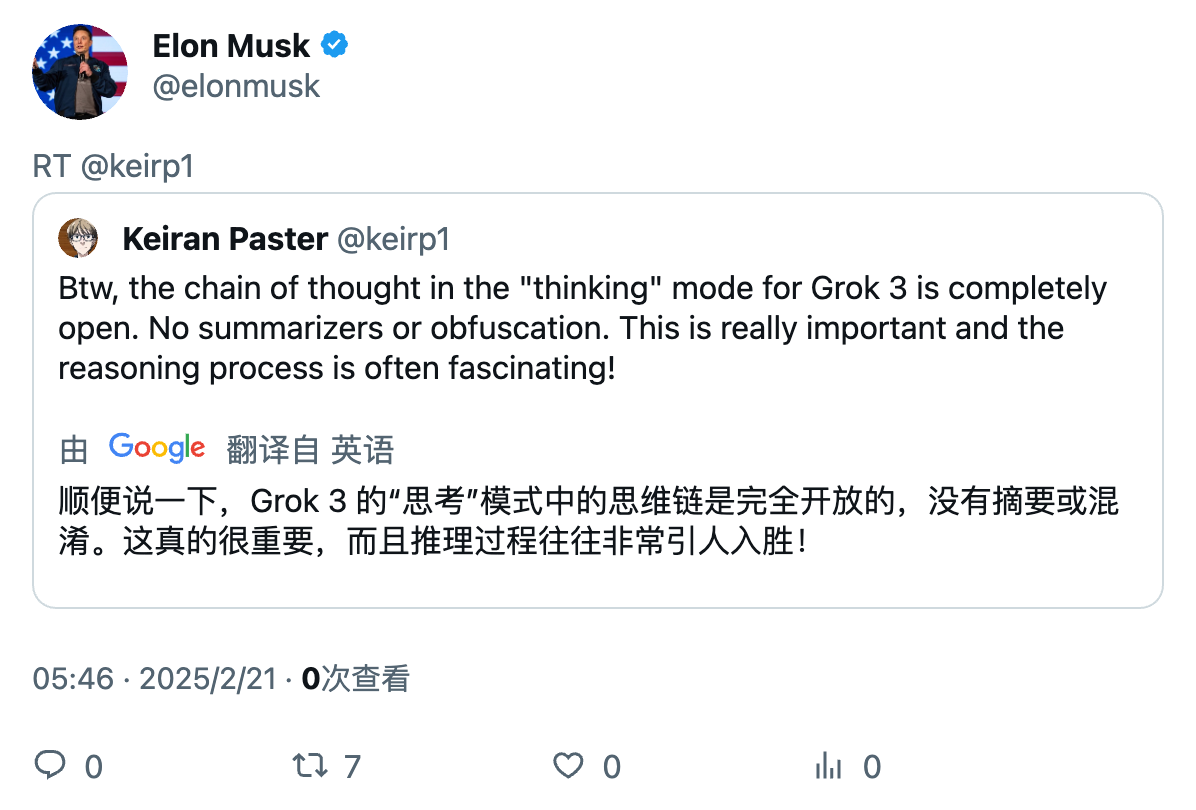 Elon Musk
@elonmusk
RT @keirp1
Keiran Paster @keirp1
Btw, the chain of thought in the "thinking" mode for Grok 3 is completely
open. No summarizers or obfuscation. This is really important and the
reasoning process is often fascinating!
由 Google 翻译自 英语
顺便说一下，Grok 3 的“思考”模式中的思维链是完全开放的，没有摘要或混
淆。这真的很重要，而且推理过程往往非常引人入胜！
05:46 · 2025/2/21 · 0次查看
0 7 0 0